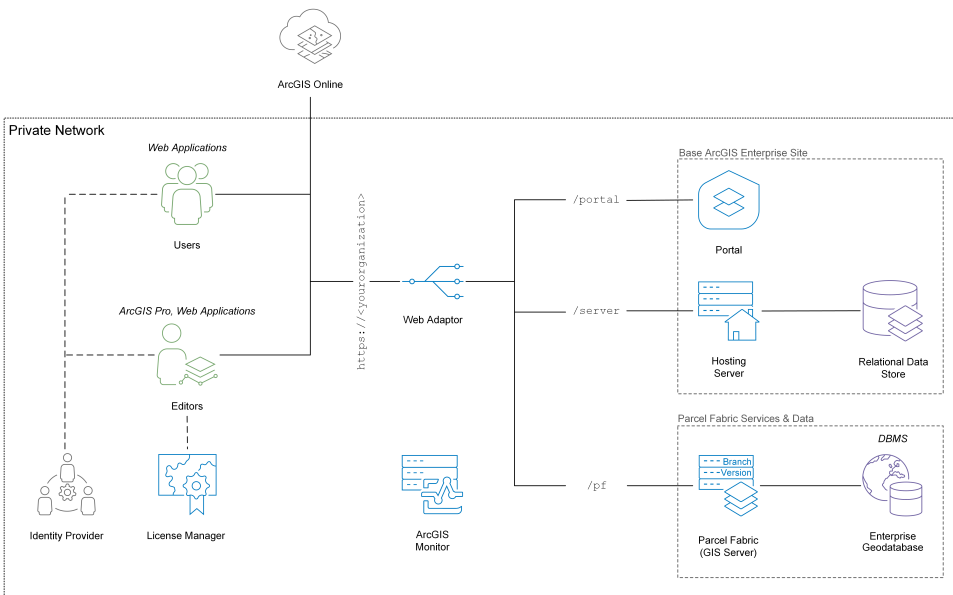 ArcGIS Online
Private Network
Web Applications
Users
ArcGIS Pro, Web Applications
Editors
Identity Provider
License Manager
https://<yourorganization>
Web Adaptor
ArcGIS
Monitor
/portal
/server
/pf
Base ArcGIS Enterprise Site
Portal
Hosting
Server
Relational Data
Store
Parcel Fabric Services & Data
DBMS
Branch
Version
Parcel Fabric
(GIS Server)
Enterprise
Geodatabase